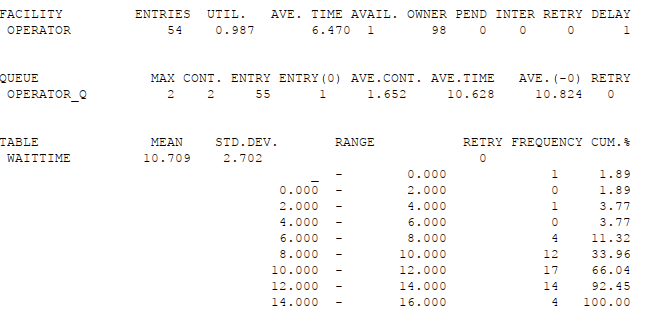 FACILITY ENTRIES UTIL. AVE. TIME AVAIL. OWNER PEND INTER RETRY DELAY
OPERATOR 54 0.987 6.470 1 98 0 0 0 1
QUEUE MAX CONT. ENTRY ENTRY(0) AVE.CONT. AVE.TIME AVE.(-0) RETRY
OPERATOR_Q 2 2 55 1 1.652 10.628 10.824 0
TABLE MEAN STD.DEV. RANGE RETRY FREQUENCY CUM.%
WAITTIME 10.709 2.702 0
_ - 0.000 1 1.89
0.000 - 2.000 0 1.89
2.000 - 4.000 1 3.77
4.000 - 6.000 0 3.77
6.000 - 8.000 4 11.32
8.000 - 10.000 12 33.96
10.000 - 12.000 17 66.04
12.000 - 14.000 14 92.45
14.000 - 16.000 4 100.00